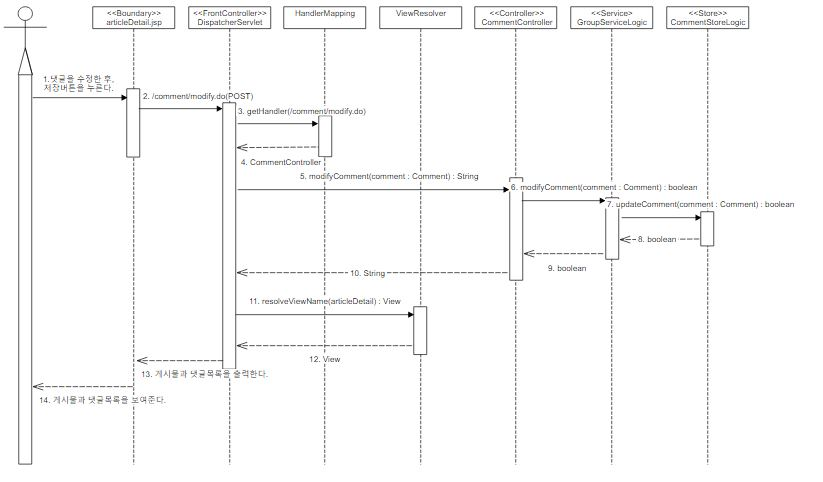 <<Boundary>>
articleDetail.jsp
<<FrontController>>
DispatcherServlet
HandlerMapping
ViewResolver
<<Controller>>
CommentController
<<Service>
GroupServiceLogic
<<Store>>
CommentStoreLogic
1.댓글을 수정한 후,
저장버튼을 누른다.
2. /comment/modify.do(POST)
3. getHandler(/comment/modify.do)
4. CommentController
5. modifyComment(comment : Comment) : String
6. modifyComment(comment : Comment) : boolean
7. updateComment(comment : Comment) : boolean
8. boolean
9. boolean
10. String
11. resolveViewName(articleDetail) : View
12. View
13. 게시물과 댓글목록을 출력한다.
14. 게시물과 댓글목록을 보여준다.